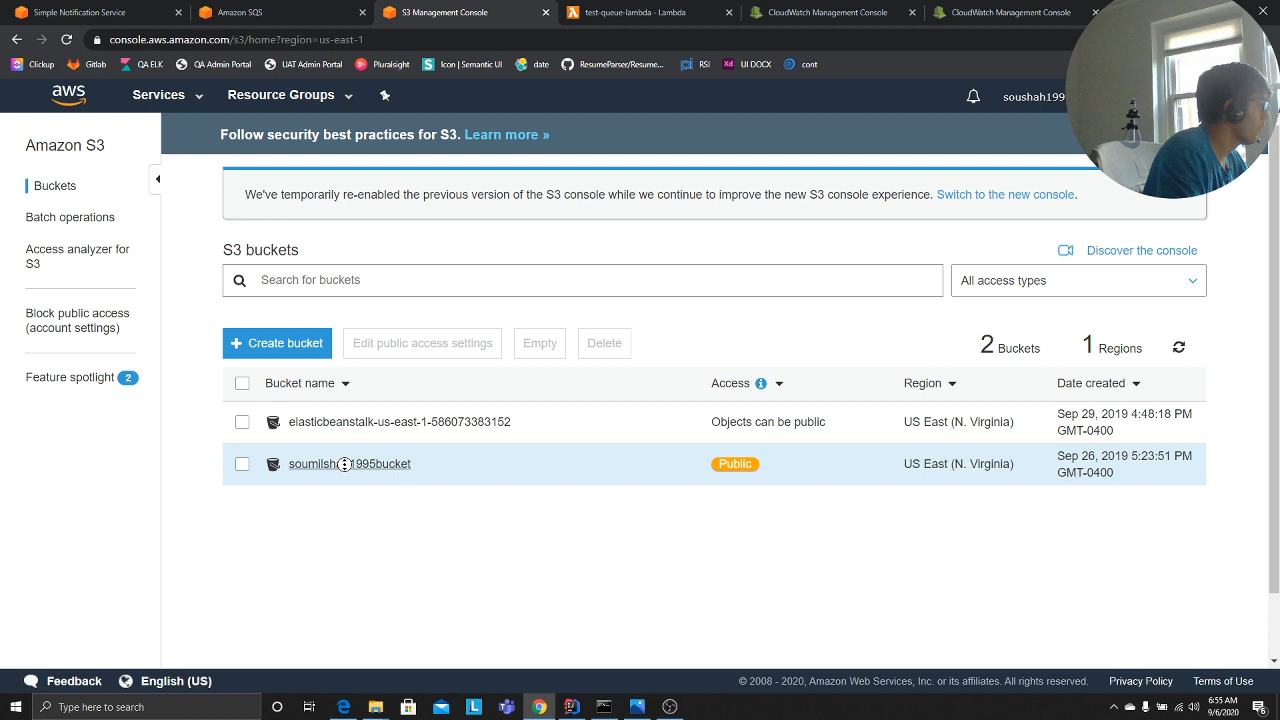 Simple Notification Service
Amazon SQS
S3 Management Console
test-queue-lambda - Lambda
CloudWatch Management Console
CloudWatch Management Console
console.aws.amazon.com/s3/home?region=us-east-1
Clickup
Gitlab
QA ELK
QA Admin Portal
UAT Admin Portal
Pluralsight
Icon | Semantic UI
date
ResumeParser/Resume...
RSI
UI DOCX
cont
aws
Services
Resource Groups
soushah199
Amazon S3
Buckets
Batch operations
Access analyzer for
S3
Block public access
(account settings)
Feature spotlight 2
Follow security best practices for S3. Learn more »
We've temporarily re-enabled the previous version of the S3 console while we continue to improve the new S3 console experience. Switch to the new console.
S3 buckets
Discover the console
Search for buckets
All access types
+ Create bucket
Edit public access settings
Empty
Delete
2 Buckets
1 Regions
Bucket name
Access
Region
Date created
elasticbeanstalk-us-east-1-586073383152
Objects can be public
US East (N. Virginia)
Sep 29, 2019 4:48:18 PM
GMT-0400
Public
US East (N. Virginia)
Sep 26, 2019 5:23:51 PM
GMT-0400
Feedback
English (US)
© 2008 - 2020, Amazon Web Services, Inc. or its affiliates. All rights reserved.
Privacy Policy
Terms of Use
Type here to search
6:55 AM
9/6/2020